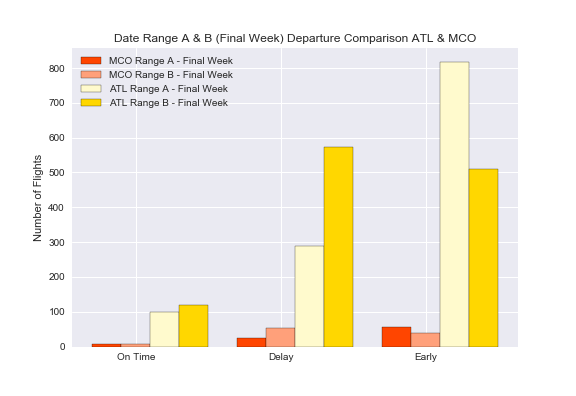 Date Range A & B (Final Week) Departure Comparison ATL & MCO
MCO Range A - Final Week
MCO Range B - Final Week
ATL Range A - Final Week
ATL Range B - Final Week
Number of Flights
800
700
600
500
400
300
200
100
0
On Time
Delay
Early